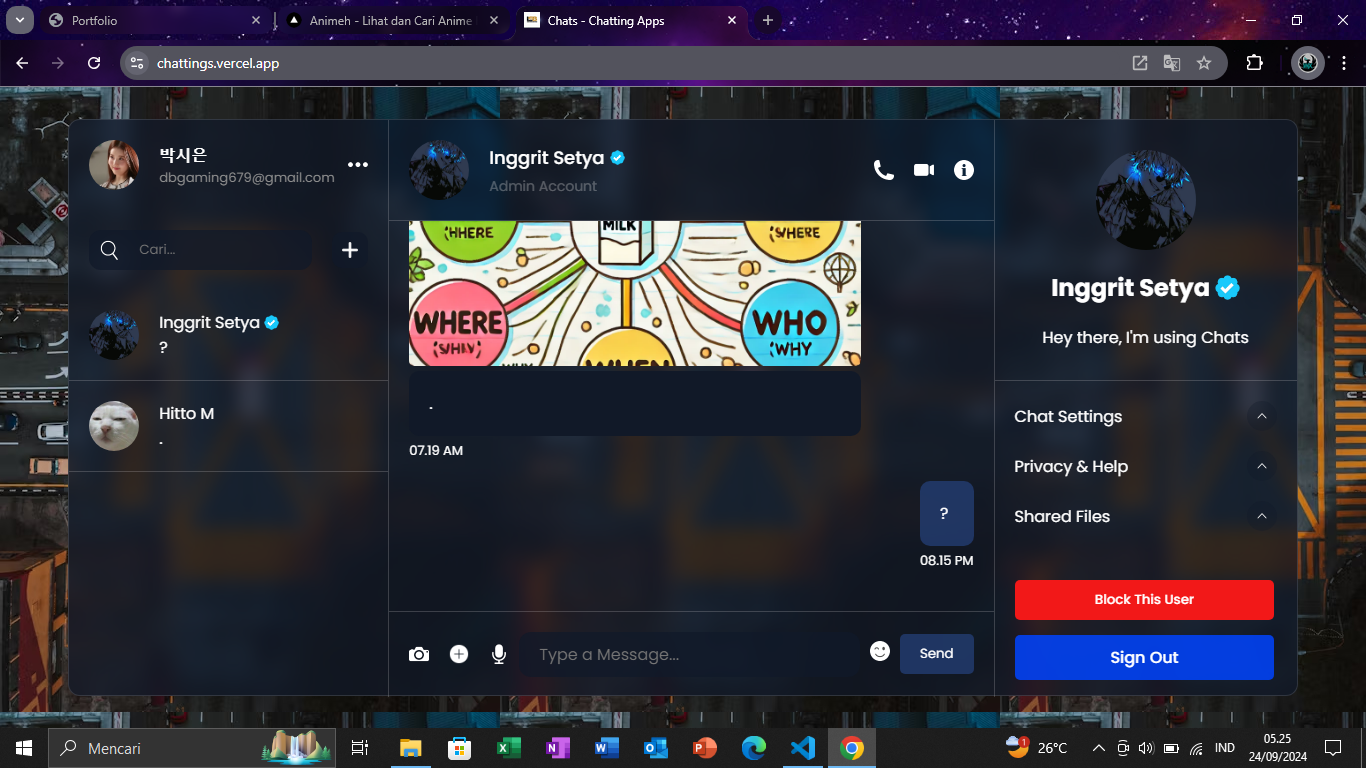 Portfolio
Animeh - Lihat dan Cari Anime
Chats - Chatting Apps
chattings.vercel.app
박시은
dbgaming679@gmail.com
Cari...
Inggrit Setya
?
Hitto M
.
Inggrit Setya
Admin Account
('HHERE
MILK
('SHERE
WHERE
WHO
('WHY
WHY
WHEN
.
07.19 AM
?
08.15 PM
Type a Message...
Send
Inggrit Setya
Hey there, I'm using Chats
Chat Settings
Privacy & Help
Shared Files
Block This User
Sign Out
Mencari
1
26°C
IND
05.25
24/09/2024